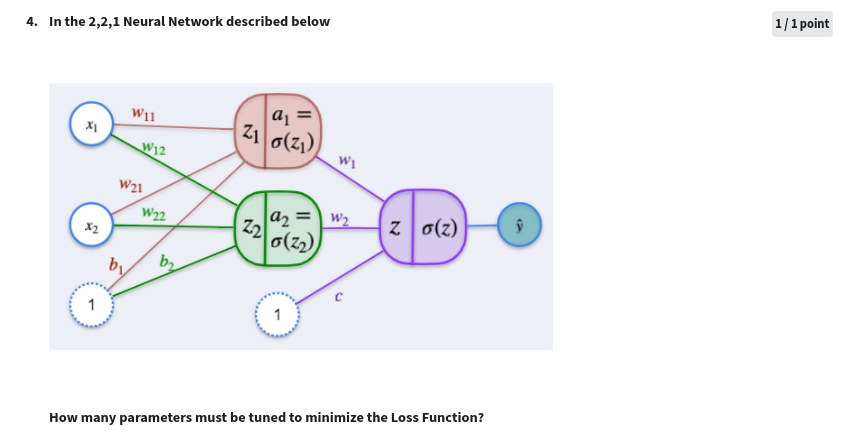 4. In the 2,2,1 Neural Network described below
1 / 1 point
x₁
w₁₁
w₁₂
z₁
a₁ =
σ(z₁)
w₁
w₂₁
w₂₂
x₂
z₂
a₂ =
σ(z₂)
w₂
z
σ(z)
ŷ
b₁
b₂
1
1
c
How many parameters must be tuned to minimize the Loss Function?